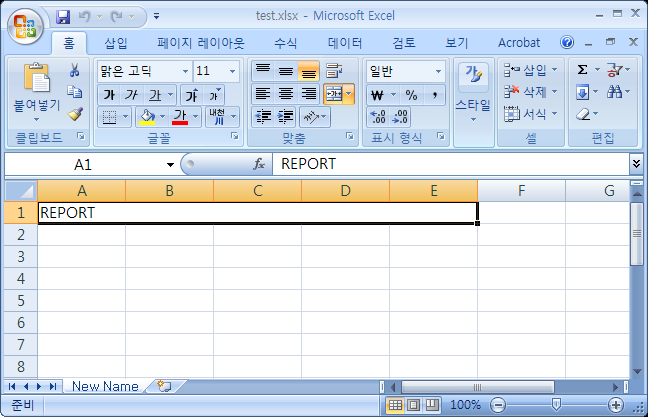 test.xlsx - Microsoft Excel
홈 삽입 페이지 레이아웃 수식 데이터 검토 보기 Acrobat
맑은 고딕 11 일반
붙여넣기 가 가 가 가 가 스타일 삽입
삭제
가 가 내천 서식
클립보드 글꼴 맞춤 표시 형식 셀 편집
A1 fx REPORT
A B C D E F G
1 REPORT
2
3
4
5
6
7
8
New Name
준비 100%